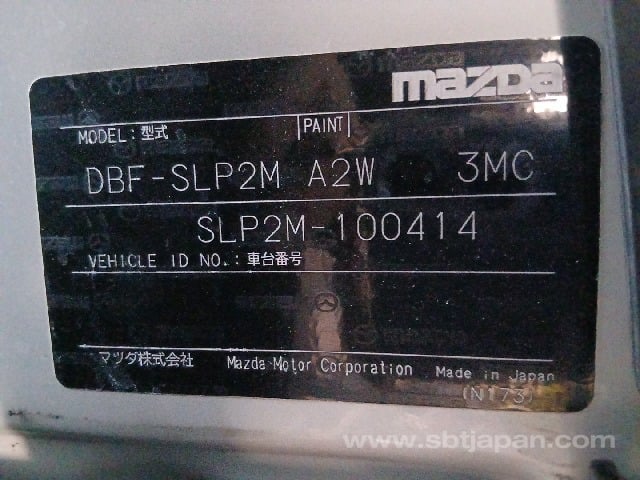 mazDa
MODEL:型式 PAINT
DBF-SLP2M A2W 3MC
SLP2M-100414
VEHICLE ID NO.:車台番号
マツダ株式会社 Mazda Motor Corporation Made in Japan
(N173)
www.sbtjapan.com